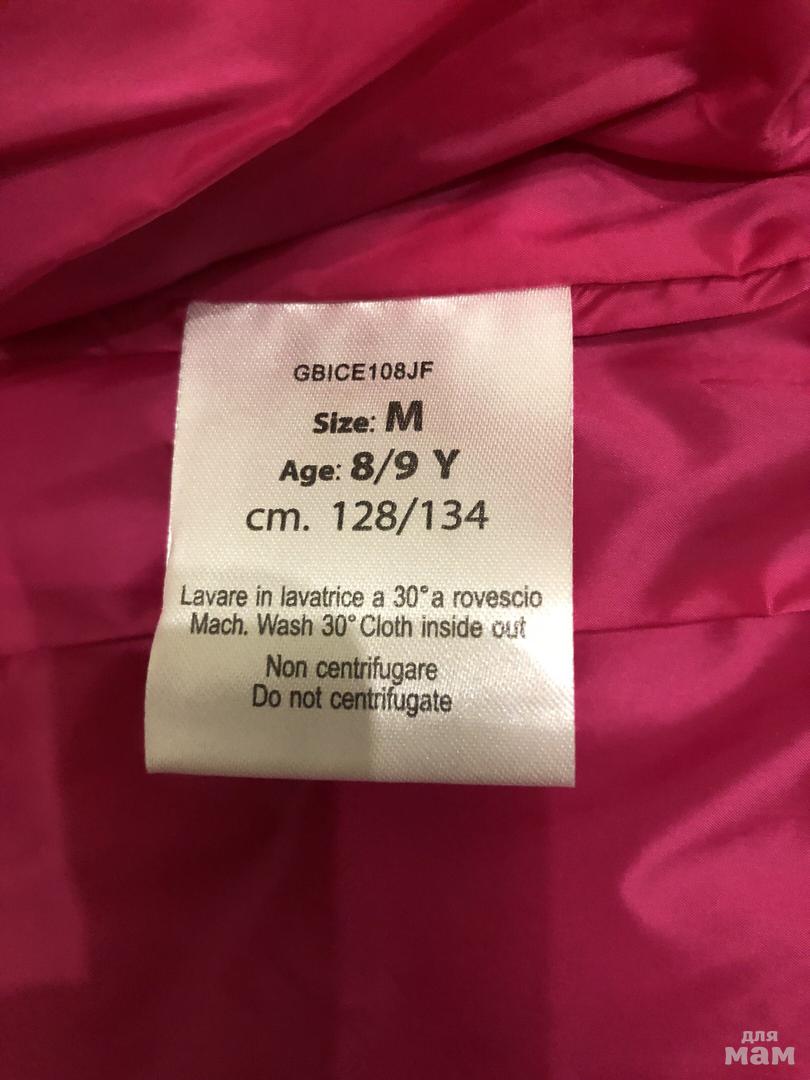 GBICE108JF
Size: M
Age: 8/9 Y
cm. 128/134
Lavare in lavatrice a 30° a rovescio
Mach. Wash 30° Cloth inside out
Non centrifugare
Do not centrifugate
для
мам